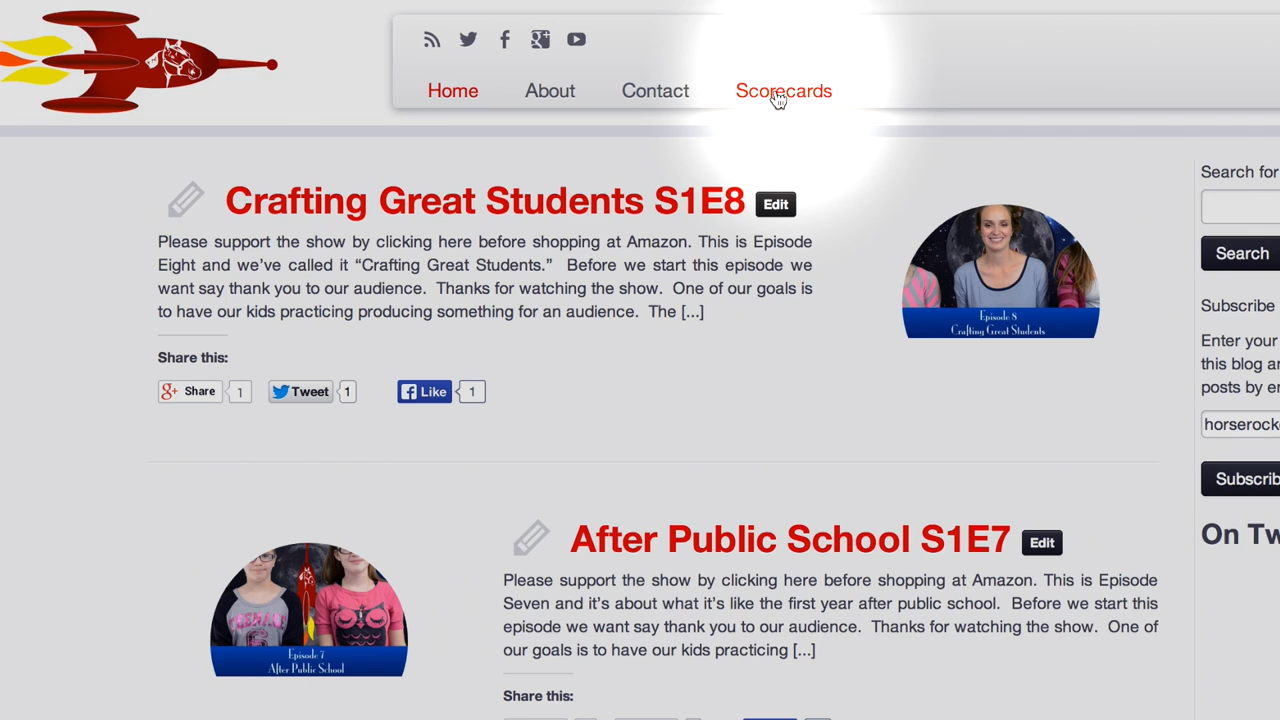 Home About Contact Scorecards
Crafting Great Students S1E8 Edit
Please support the show by clicking here before shopping at Amazon. This is Episode
Eight and we've called it “Crafting Great Students.” Before we start this episode we
want say thank you to our audience. Thanks for watching the show. One of our goals is
to have our kids practicing producing something for an audience. The [...]
Share this:
g+ Share 1 Tweet 1 Like 1
Episode 8
Crafting Great Students
Search for
Search
Subscribe
Enter your
this blog
posts by
Subscrib
On Tw
After Public School S1E7 Edit
Please support the show by clicking here before shopping at Amazon. This is Episode
Seven and it's about what it's like the first year after public school. Before we start this
episode we want say thank you to our audience. Thanks for watching the show. One of
our goals is to have our kids practicing [...]
Share this:
Episode 7
After Public School